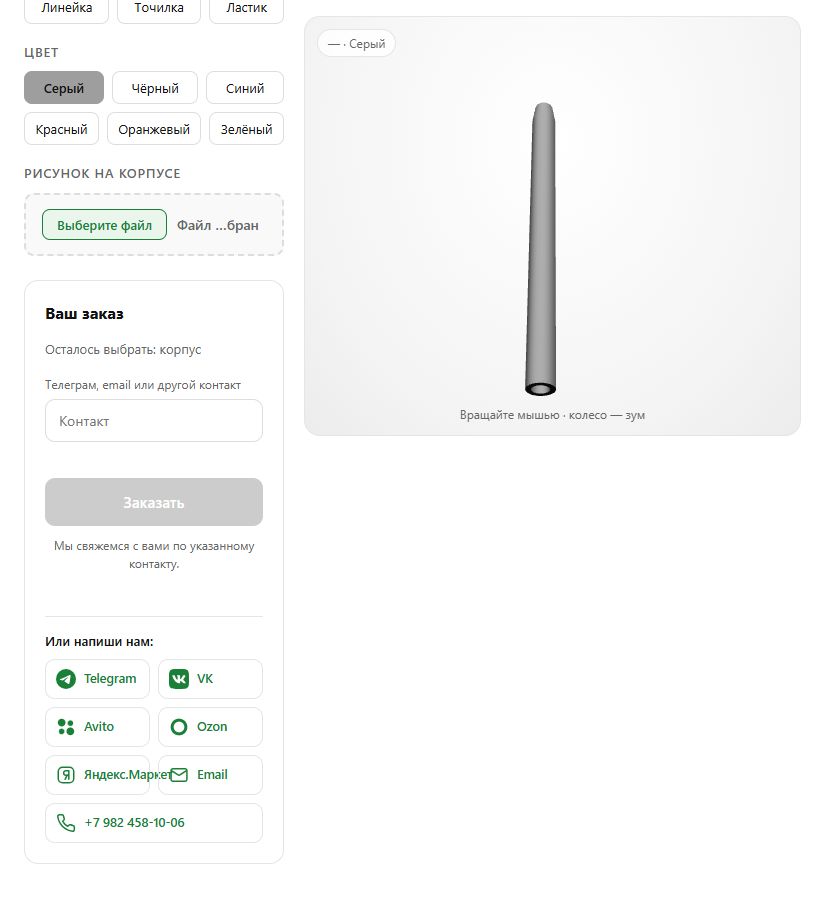 Линейка
Точилка
Ластик
ЦВЕТ
Серый
Чёрный
Синий
Красный
Оранжевый
Зелёный
РИСУНОК НА КОРПУСЕ
Выберите файл
Файл ...бран
Ваш заказ
Осталось выбрать: корпус
Телеграм, email или другой контакт
Контакт
Заказать
Мы свяжемся с вами по указанному
контакту.
Или напиши нам:
Telegram
VK
Avito
Ozon
Яндекс.Маркет
Email
+7 982 458-10-06
— · Серый
Вращайте мышью · колесо — зум